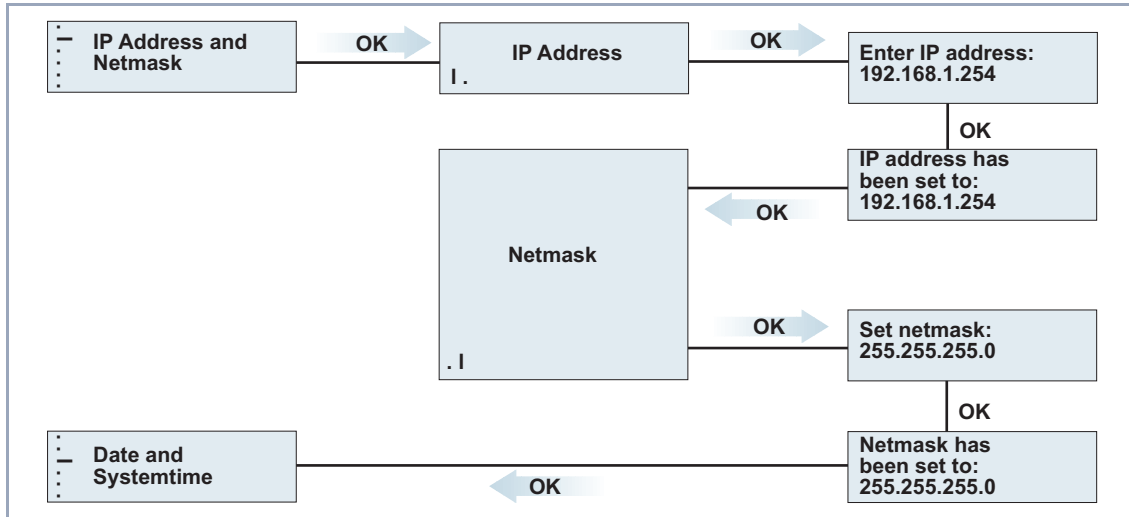 IP Address and
Netmask
OK
IP Address
I .
OK
Enter IP address:
192.168.1.254
OK
IP address has
been set to:
192.168.1.254
OK
Netmask
. I
OK
Set netmask:
255.255.255.0
OK
Netmask has
been set to:
255.255.255.0
OK
Date and
Systemtime